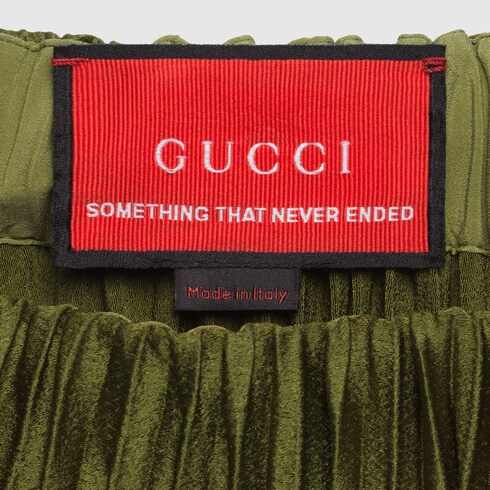 GUCCI
SOMETHING THAT NEVER ENDED
Made in Italy